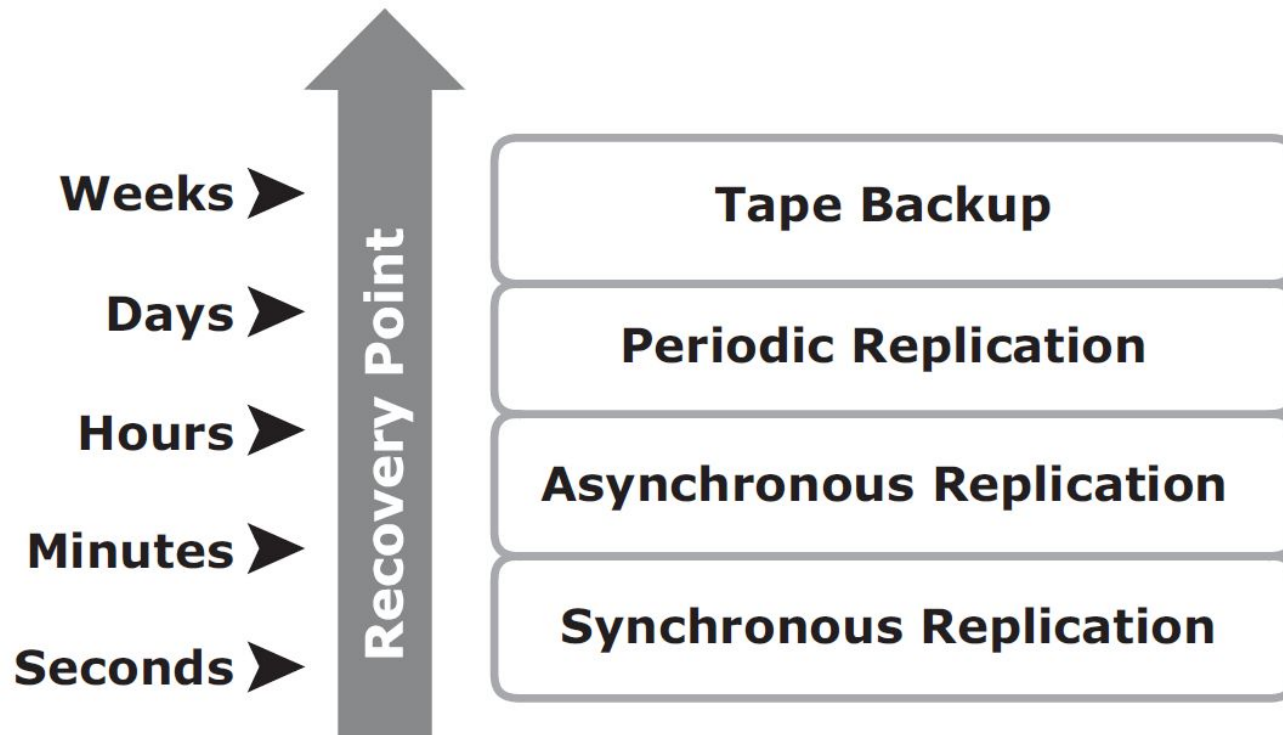 Weeks
Days
Hours
Minutes
Seconds
Recovery Point
Tape Backup
Periodic Replication
Asynchronous Replication
Synchronous Replication